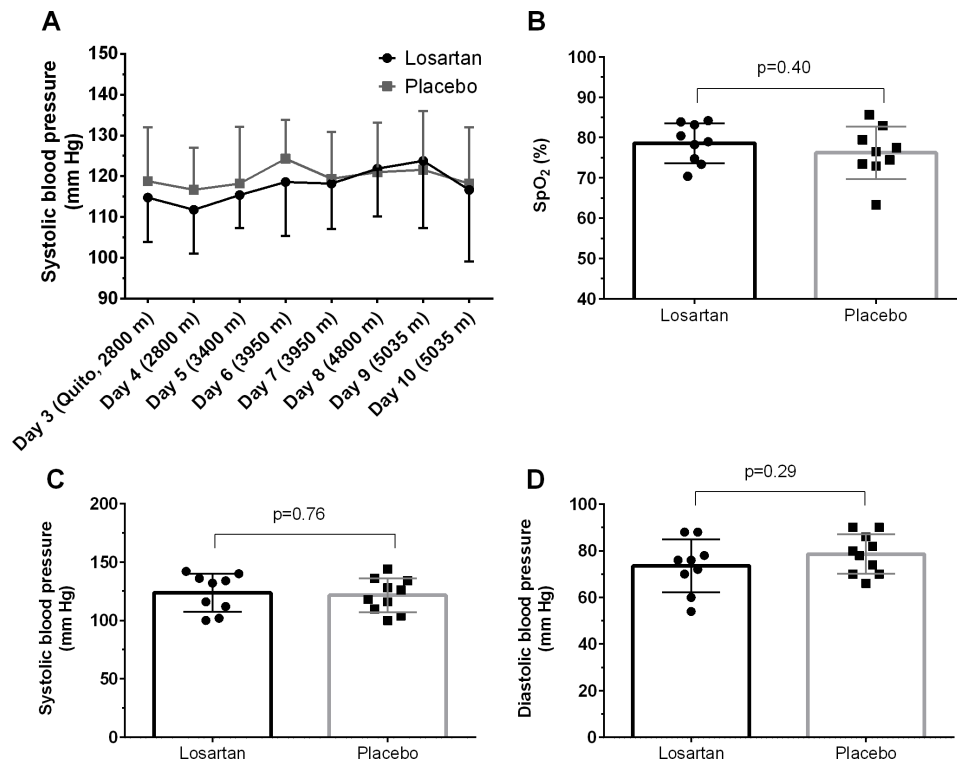 A
Systolic blood pressure
(mm Hg)
150
140
130
120
110
100
90
Losartan
Placebo
Day 3 (Quito, 2800 m)
Day 4 (2800 m)
Day 5 (3400 m)
Day 6 (3950 m)
Day 7 (3950 m)
Day 8 (4800 m)
Day 9 (5035 m)
Day 10 (5035 m)
B
SpO₂ (%)
100
90
80
70
60
50
40
p=0.40
Losartan
Placebo
C
Systolic blood pressure
(mm Hg)
200
150
100
50
0
p=0.76
Losartan
Placebo
D
Diastolic blood pressure
(mm Hg)
100
80
60
40
20
0
p=0.29
Losartan
Placebo